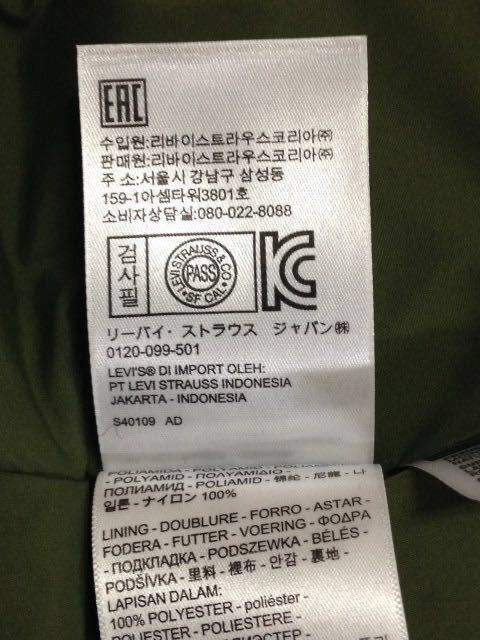 EAC
수입원:리바이스트라우스코리아㈜
판매원:리바이스트라우스코리아㈜
주 소:서울시 강남구 삼성동
159-1아셈타워3801호
소비자상담실:080-022-8088
검사필
LEVI STRAUSS & CO
PASS
SF CAL
KC
リーバイ・ストラウス ジャパン㈱
0120-099-501
LEVI'S® DI IMPORT OLEH:
PT LEVI STRAUSS INDONESIA
JAKARTA - INDONESIA
S40109 AD
POLIAMIDA - POLYAMID -
POLYAMID - ΠΟΛΥΑΜΙΔΙΟ -
ПОЛИАМИД - POLIAMID - 锦纶 - 尼龍 - 나
일론 - ナイロン 100%
LINING - DOUBLURE - FORRO - ASTAR -
FODERA - FUTTER - VOERING - ΦΟΔΡΑ
- ПОДКЛАДКА - PODSZEWKA - BÉLÉS -
PODŠÍVKA - 里料 - 裡布 - 안감 - 裏地 -
LAPISAN DALAM:
100% POLYESTER - poliéster -